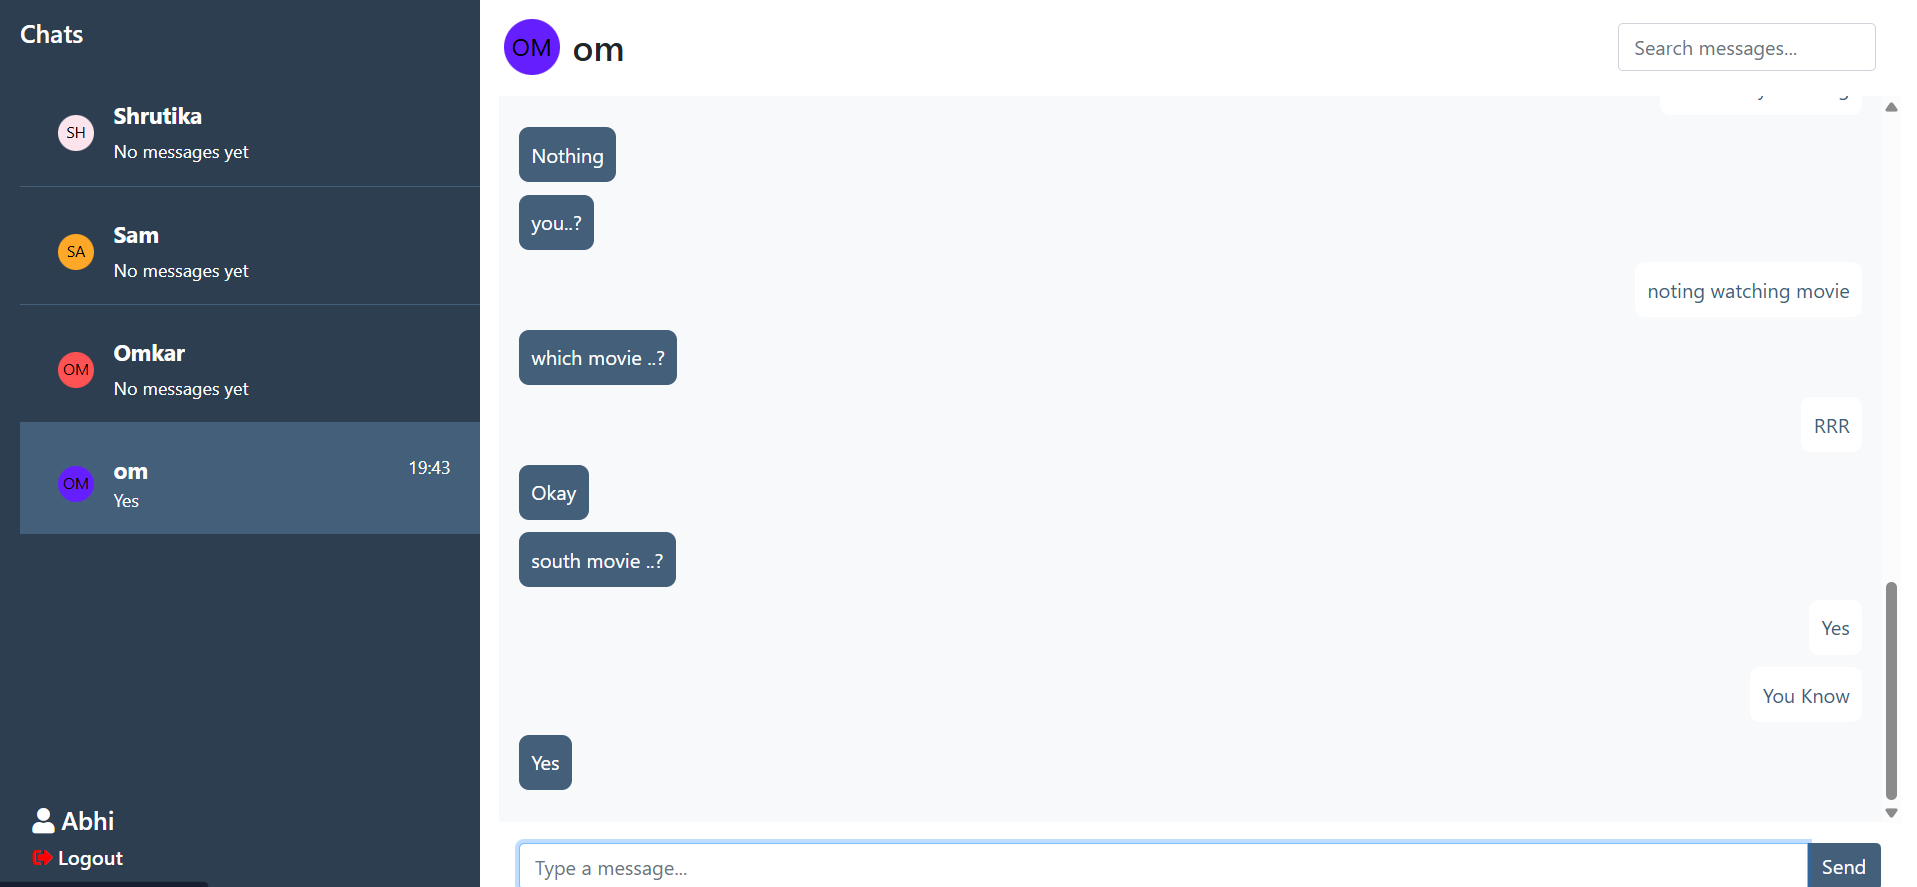 Chats
SH
Shrutika
No messages yet
SA
Sam
No messages yet
OM
Omkar
No messages yet
OM
om
19:43
Yes
Abhi
Logout
OM
om
Search messages...
Nothing
you..?
noting watching movie
which movie ..?
RRR
Okay
south movie ..?
Yes
You Know
Yes
Type a message...
Send